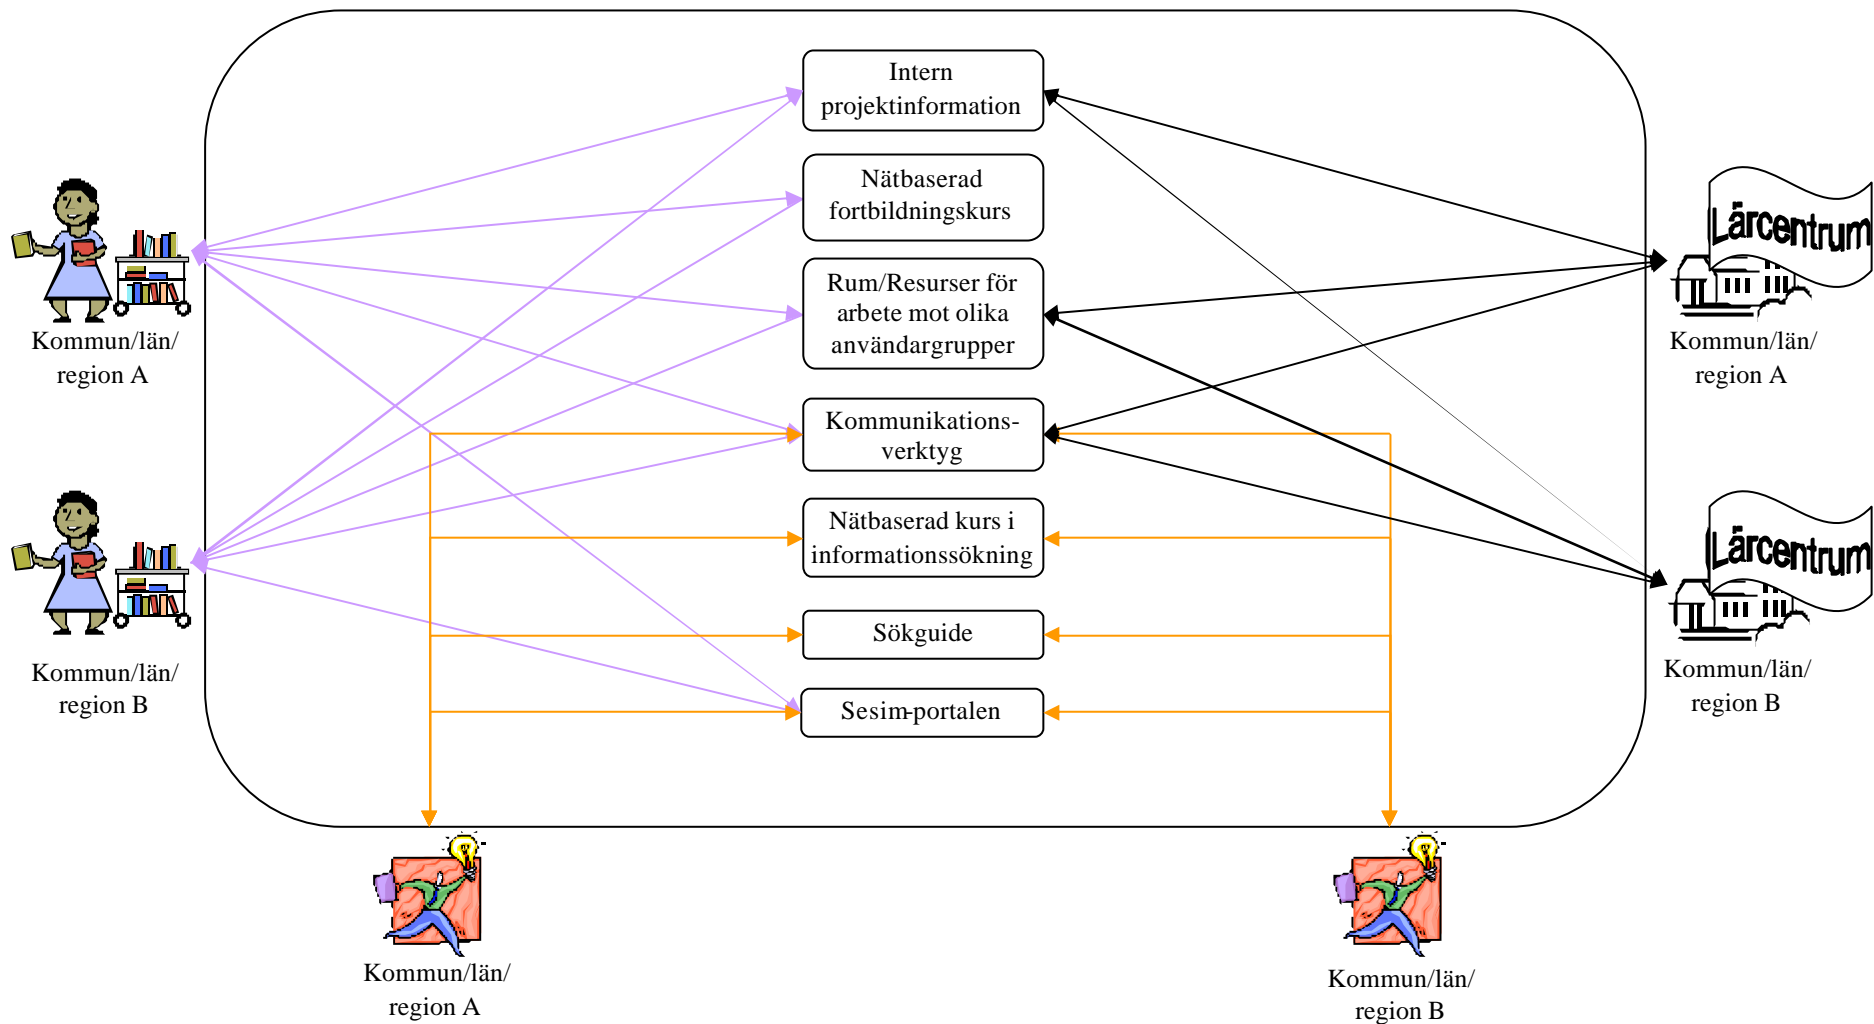 Intern
projektinformation
Nätbaserad
fortbildningskurs
Rum/Resurser för
arbete mot olika
användargrupper
Kommunikations-
verktyg
Nätbaserad kurs i
informationssökning
Sökguide
Sesim-portalen
Kommun/län/
region A
Kommun/län/
region B
Lärcentrum
Kommun/län/
region A
Lärcentrum
Kommun/län/
region B
Kommun/län/
region A
Kommun/län/
region B